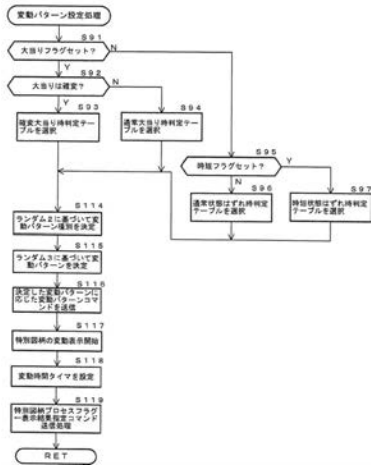 変動パターン設定処理
S91
大当りフラグセット？
N
Y
S92
大当りは確変？
N
Y
S93
S94
確変大当り時判定テー
ブルを選択
通常大当り時判定テー
ブルを選択
S95
時短フラグセット？
Y
N
S96
S97
通常状態はずれ時判定
テーブルを選択
時短状態はずれ時判定
テーブルを選択
S114
ランダム2に基づいて変
動パターン種別を決定
S115
ランダム3に基づいて変
動パターンを決定
S116
決定した変動パターンに
応じた変動パターンコマ
ンドを送信
S117
特別図柄の変動表示開始
S118
変動時間タイマを設定
S119
特別図柄プロセスフラグ
ー表示結果指定コマンド
送信処理
RET